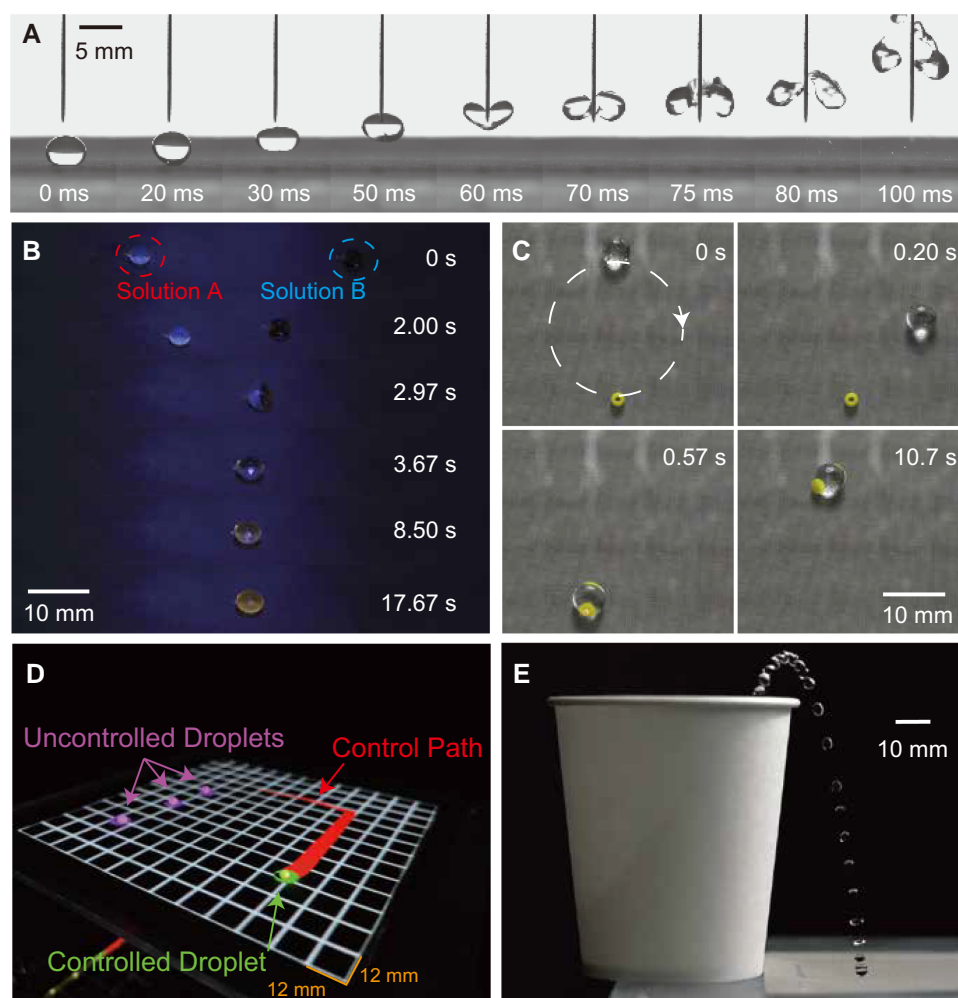 A
5 mm
0 ms
20 ms
30 ms
50 ms
60 ms
70 ms
75 ms
80 ms
100 ms
B
0 s
Solution A
Solution B
2.00 s
2.97 s
3.67 s
8.50 s
17.67 s
10 mm
C
0 s
0.20 s
0.57 s
10.7 s
10 mm
D
Uncontrolled Droplets
Control Path
Controlled Droplet
12 mm
12 mm
E
10 mm